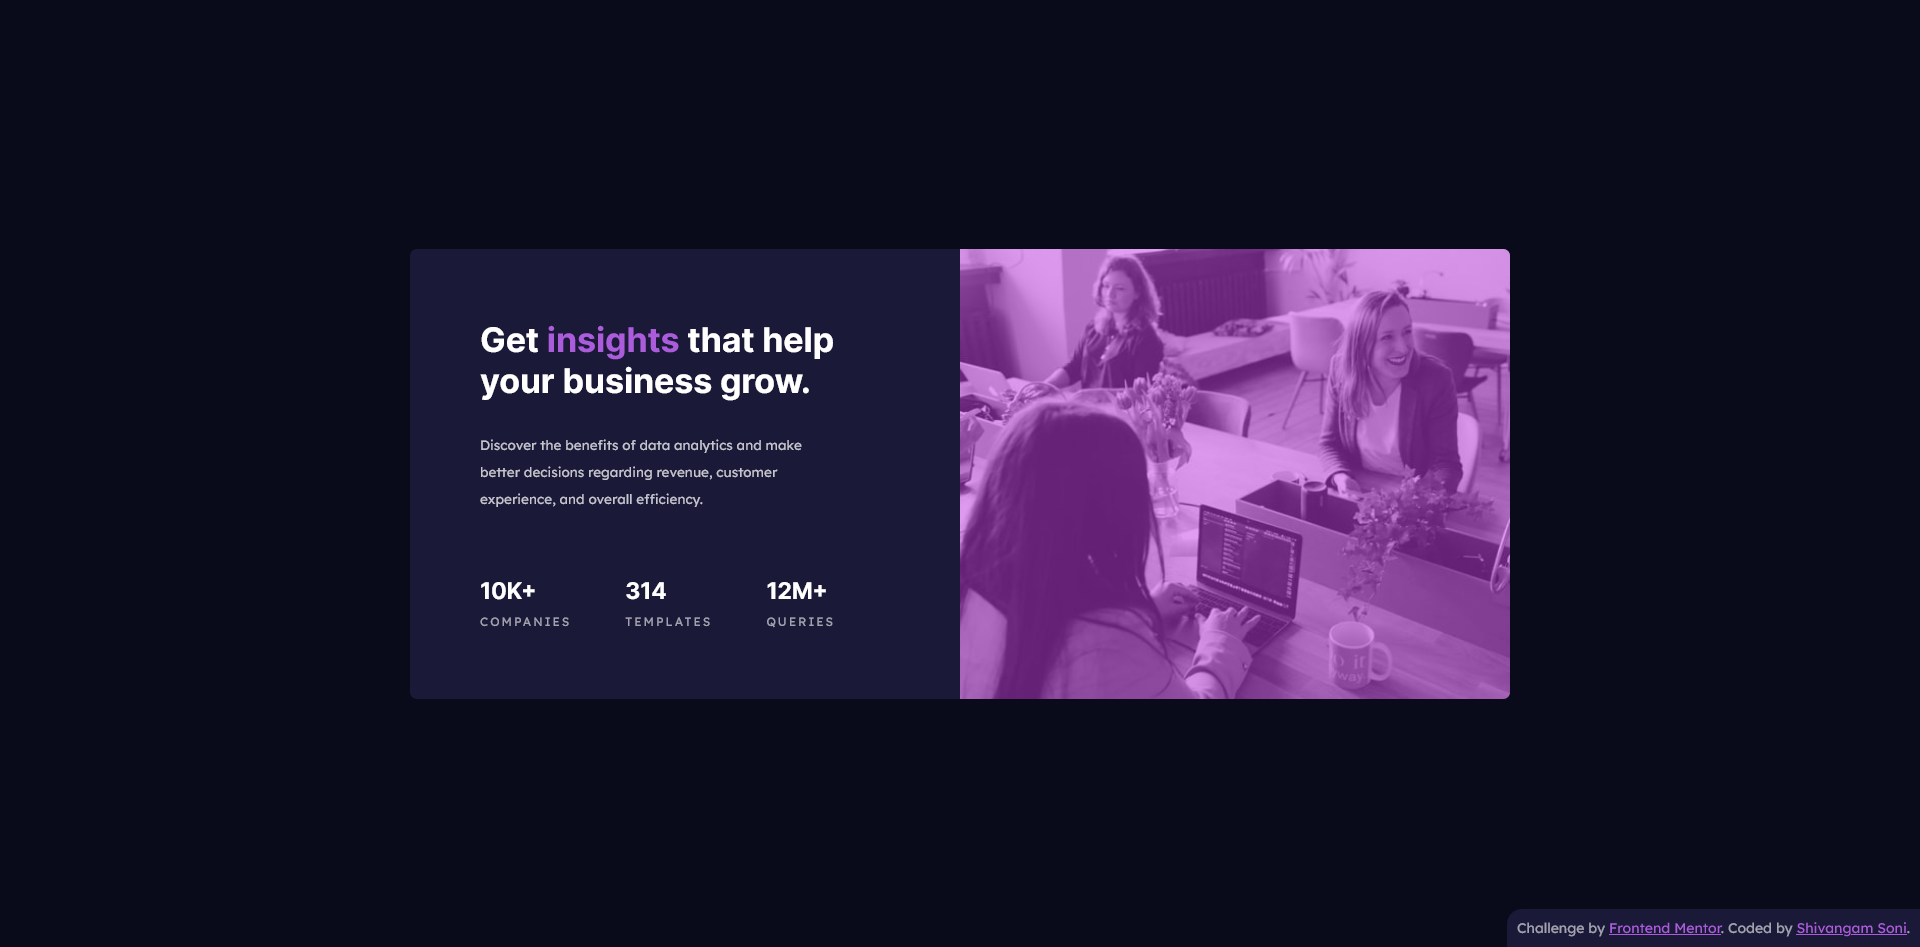 Get insights that help
your business grow.
Discover the benefits of data analytics and make
better decisions regarding revenue, customer
experience, and overall efficiency.
10K+ 314 12M+
COMPANIES TEMPLATES QUERIES
Challenge by Frontend Mentor. Coded by Shivangam Soni.